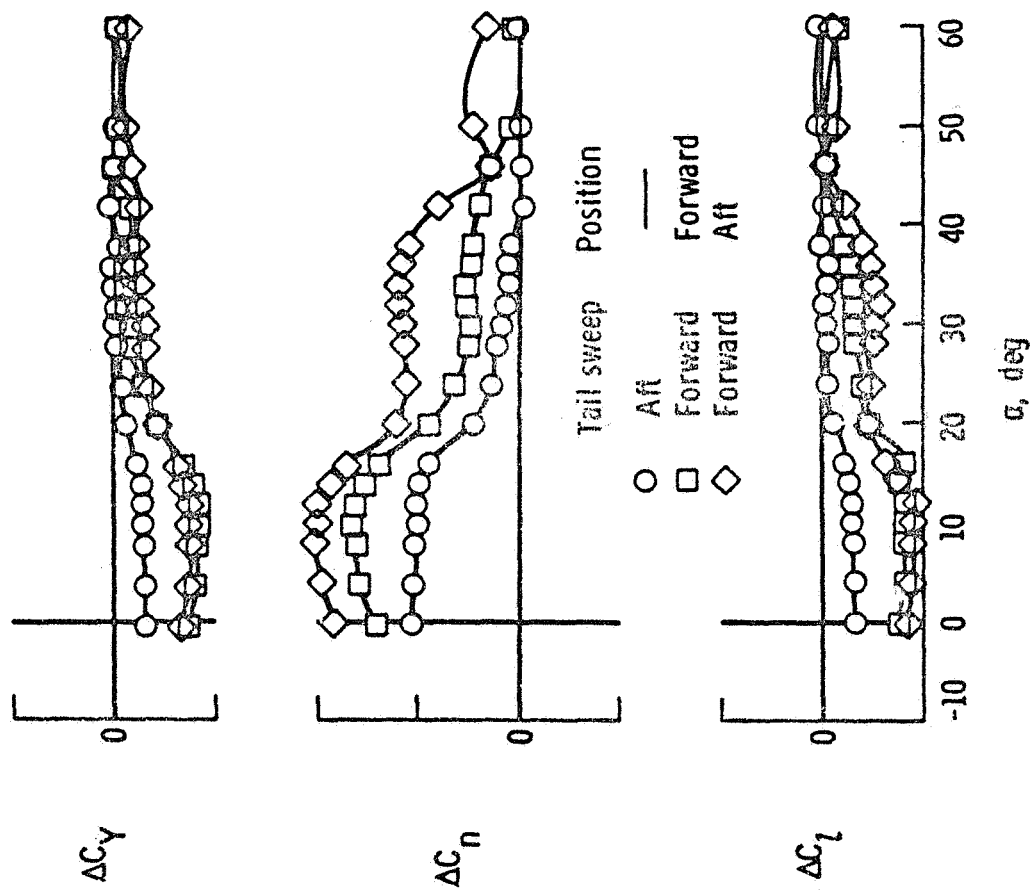 ΔC_Y
0
ΔC_n
0
Tail sweep Position
Aft —
Forward Forward
Forward Aft
ΔC_l
0
-10 0 10 20 30 40 50 60
α, deg